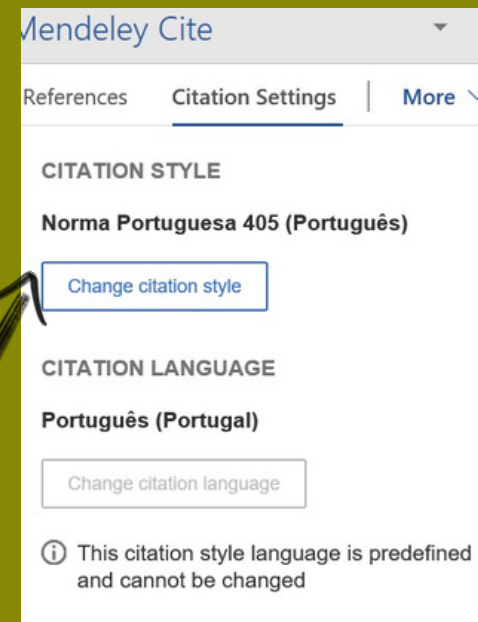 Mendeley Cite
References Citation Settings | More
CITATION STYLE
Norma Portuguesa 405 (Português)
Change citation style
CITATION LANGUAGE
Português (Portugal)
Change citation language
This citation style language is predefined
and cannot be changed